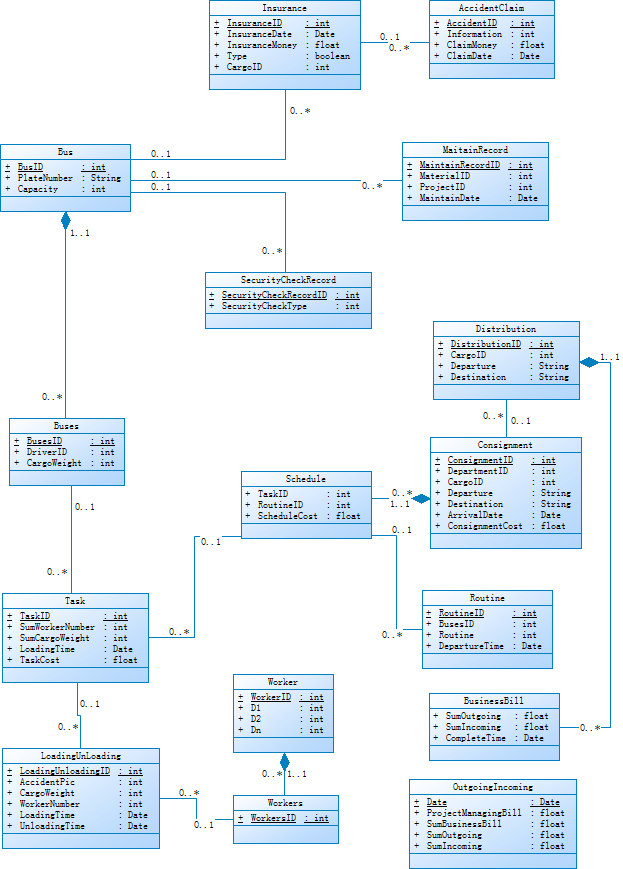 Insurance
+ InsuranceID : int
+ InsuranceDate : Date
+ InsuranceMoney : float
+ Type : boolean
+ CargoID : int
AccidentClaim
+ AccidentID : int
+ Information : int
+ ClaimMoney : float
+ ClaimDate : Date
0..1
0..*
0..*
Bus
+ BusID : int
+ PlateNumber : String
+ Capacity : int
0..1
0..1
0..1
0..*
MaitainRecord
+ MaintainRecordID : int
+ MaterialID : int
+ ProjectID : int
+ MaintainDate : Date
1..1
0..*
SecurityCheckRecord
+ SecurityCheckRecordID : int
+ SecurityCheckType : int
Distribution
+ DistributionID : int
+ CargoID : int
+ Departure : String
+ Destination : String
1..1
0..*
0..*
0..1
Buses
+ BusesID : int
+ DriverID : int
+ CargoWeight : int
Consignment
+ ConsignmentID : int
+ DepartmentID : int
+ CargoID : int
+ Departure : String
+ Destination : String
+ ArrivalDate : Date
+ ConsignmentCost : float
Schedule
+ TaskID : int
+ RoutineID : int
+ ScheduleCost : float
0..*
1..1
0..1
0..1
0..1
0..*
Task
+ TaskID : int
+ SumWorkerNumber : int
+ SumCargoWeight : int
+ LoadingTime : Date
+ TaskCost : float
0..*
Routine
+ RoutineID : int
+ BusesID : int
+ Routine : int
+ DepartureTime : Date
0..*
Worker
+ WorkerID : int
+ D1 : int
+ D2 : int
+ Dn : int
0..1
0..*
BusinessBill
+ SumOutgoing : float
+ SumIncoming : float
+ CompleteTime : Date
0..*
LoadingUnLoading
+ LoadingUnloadingID : int
+ AccidentPic : int
+ CargoWeight : int
+ WorkerNumber : int
+ LoadingTime : Date
+ UnloadingTime : Date
0..*
1..1
0..*
0..1
Workers
+ WorkersID : int
OutgoingIncoming
+ Date : Date
+ ProjectManagingBill : float
+ SumBusinessBill : float
+ SumOutgoing : float
+ SumIncoming : float